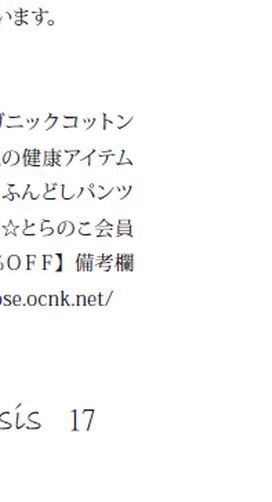 います。
ガニックコットン
の健康アイテム
ふんどしパンツ
☆とらのこ会員
%OFF】備考欄
ose.ocnk.net/
sis 17